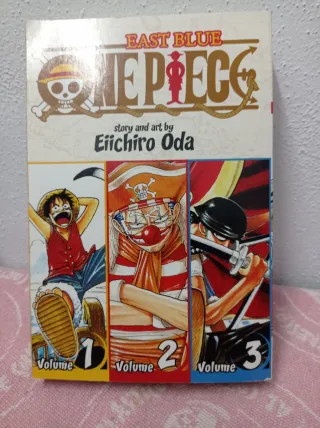 EAST BLUE
ONE PIECE
story and art by
Eiichiro Oda
Volume 1
Volume 2
Volume 3